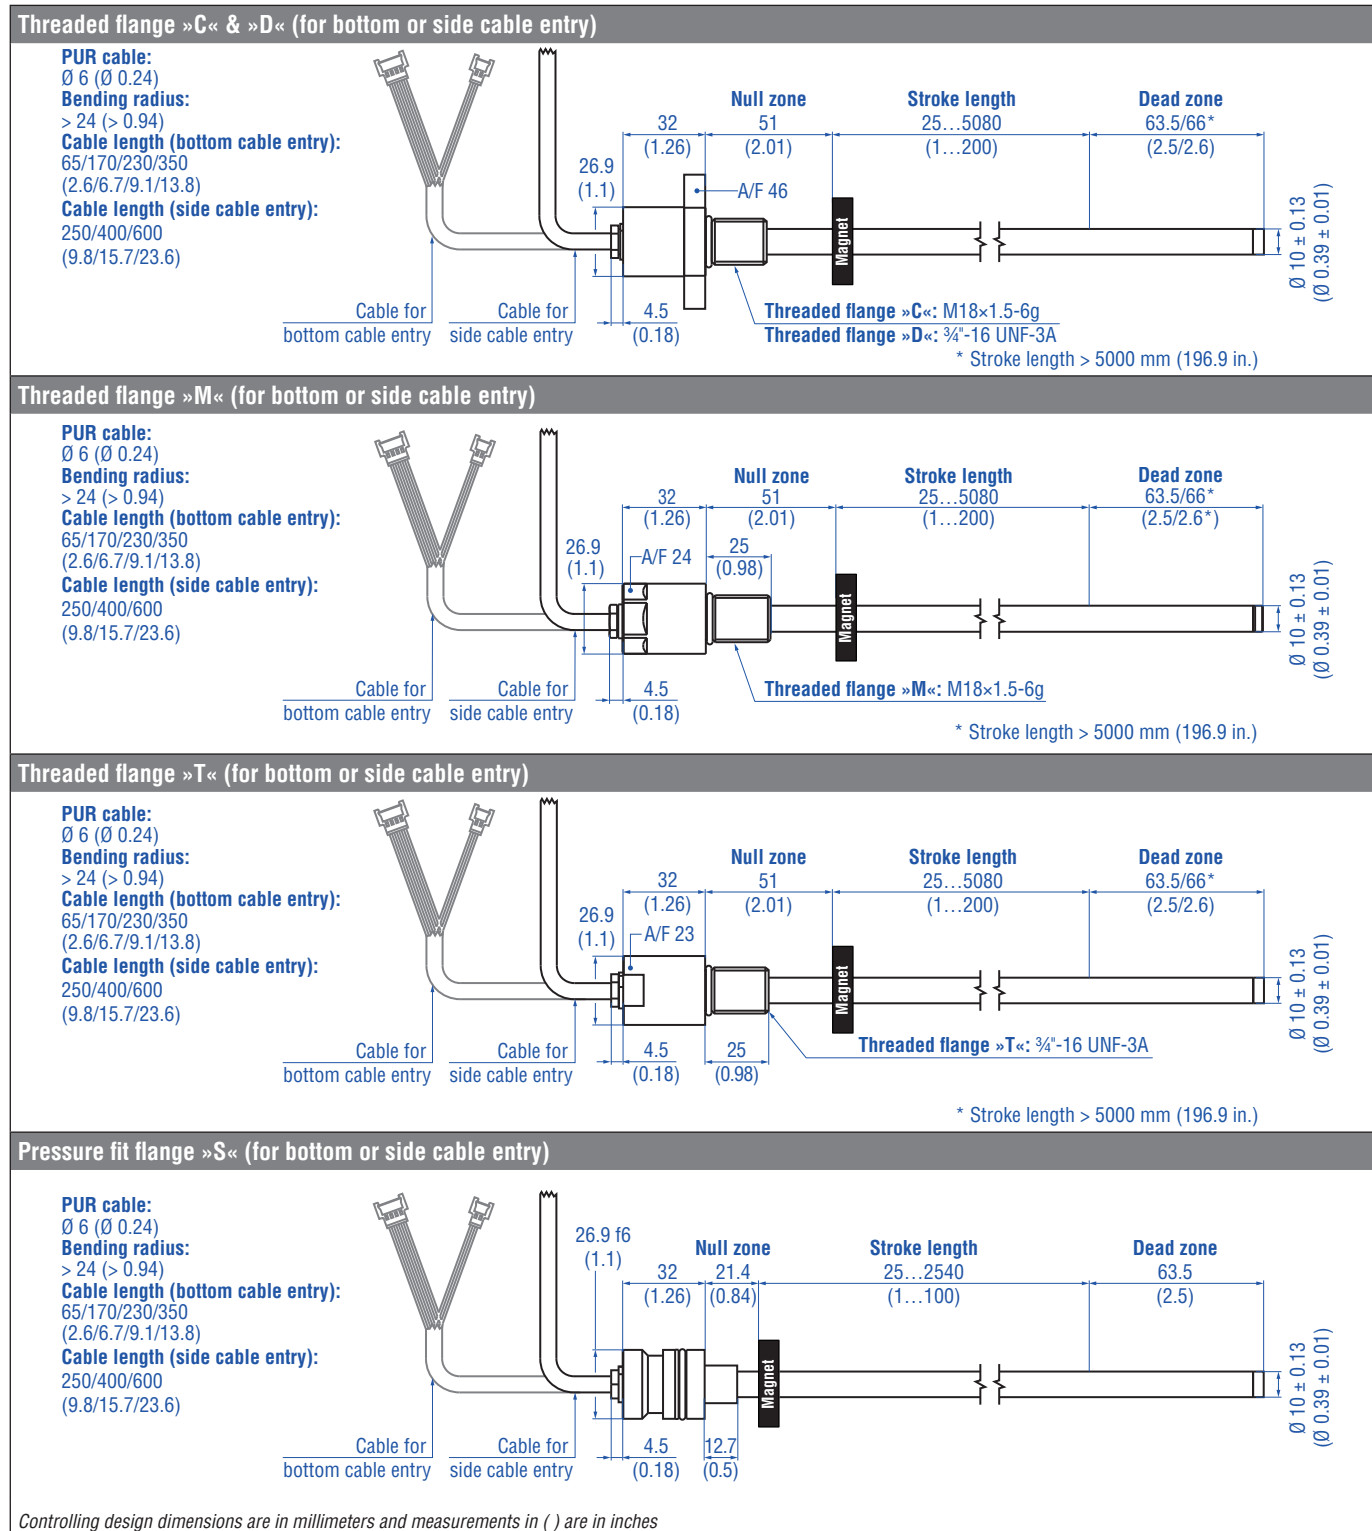 Threaded flange »C« & »D« (for bottom or side cable entry)
PUR cable:
Ø 6 (Ø 0.24)
Bending radius:
> 24 (> 0.94)
Cable length (bottom cable entry):
65/170/230/350
(2.6/6.7/9.1/13.8)
Cable length (side cable entry):
250/400/600
(9.8/15.7/23.6)
Null zone
Stroke length
Dead zone
32
51
25…5080
63.5/66*
(1.26)
(2.01)
(1…200)
(2.5/2.6)
26.9
(1.1)
A/F 46
Magnet
Ø 10 ± 0.13
(Ø 0.39 ± 0.01)
Cable for
bottom cable entry
Cable for
side cable entry
4.5
(0.18)
Threaded flange »C«: M18×1.5-6g
Threaded flange »D«: ¾"-16 UNF-3A
* Stroke length > 5000 mm (196.9 in.)
Threaded flange »M« (for bottom or side cable entry)
PUR cable:
Ø 6 (Ø 0.24)
Bending radius:
> 24 (> 0.94)
Cable length (bottom cable entry):
65/170/230/350
(2.6/6.7/9.1/13.8)
Cable length (side cable entry):
250/400/600
(9.8/15.7/23.6)
Null zone
Stroke length
Dead zone
32
51
25…5080
63.5/66*
(1.26)
(2.01)
(1…200)
(2.5/2.6*)
26.9
(1.1)
A/F 24
25
(0.98)
Magnet
Ø 10 ± 0.13
(Ø 0.39 ± 0.01)
Cable for
bottom cable entry
Cable for
side cable entry
4.5
(0.18)
Threaded flange »M«: M18×1.5-6g
* Stroke length > 5000 mm (196.9 in.)
Threaded flange »T« (for bottom or side cable entry)
PUR cable:
Ø 6 (Ø 0.24)
Bending radius:
> 24 (> 0.94)
Cable length (bottom cable entry):
65/170/230/350
(2.6/6.7/9.1/13.8)
Cable length (side cable entry):
250/400/600
(9.8/15.7/23.6)
Null zone
Stroke length
Dead zone
32
51
25…5080
63.5/66*
(1.26)
(2.01)
(1…200)
(2.5/2.6)
26.9
(1.1)
A/F 23
Magnet
Ø 10 ± 0.13
(Ø 0.39 ± 0.01)
Cable for
bottom cable entry
Cable for
side cable entry
4.5
(0.18)
25
(0.98)
Threaded flange »T«: ¾"-16 UNF-3A
* Stroke length > 5000 mm (196.9 in.)
Pressure fit flange »S« (for bottom or side cable entry)
PUR cable:
Ø 6 (Ø 0.24)
Bending radius:
> 24 (> 0.94)
Cable length (bottom cable entry):
65/170/230/350
(2.6/6.7/9.1/13.8)
Cable length (side cable entry):
250/400/600
(9.8/15.7/23.6)
26.9 f6
(1.1)
Null zone
Stroke length
Dead zone
32
21.4
25…2540
63.5
(1.26)
(0.84)
(1…100)
(2.5)
Magnet
Ø 10 ± 0.13
(Ø 0.39 ± 0.01)
Cable for
bottom cable entry
Cable for
side cable entry
4.5
(0.18)
12.7
(0.5)
Controlling design dimensions are in millimeters and measurements in ( ) are in inches